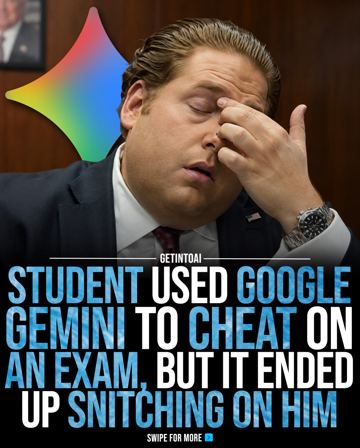 GETINTOAI
STUDENT USED GOOGLE
GEMINI TO CHEAT ON
AN EXAM, BUT IT ENDED
UP SNITCHING ON HIM
SWIPE FOR MORE